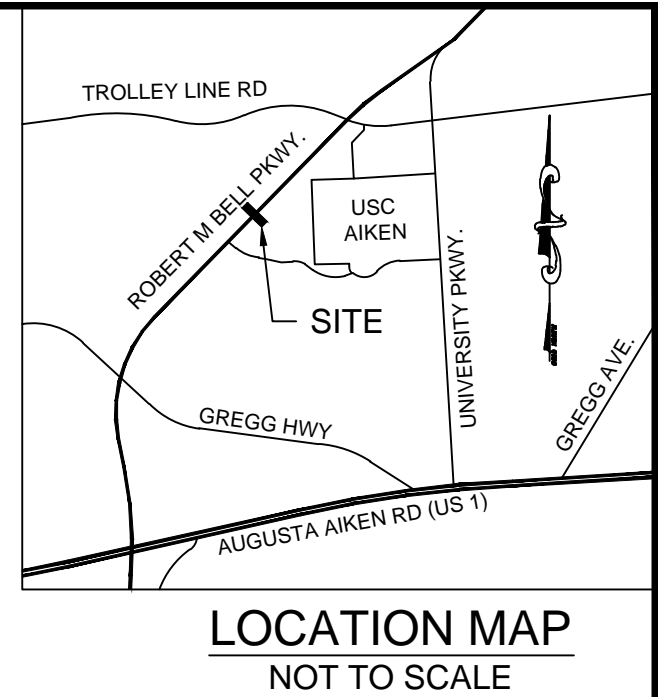 TROLLEY LINE RD
ROBERT M BELL PKWY.
USC
AIKEN
SITE
UNIVERSITY PKWY.
GREGG AVE.
GREGG HWY
AUGUSTA AIKEN RD (US 1)
LOCATION MAP
NOT TO SCALE